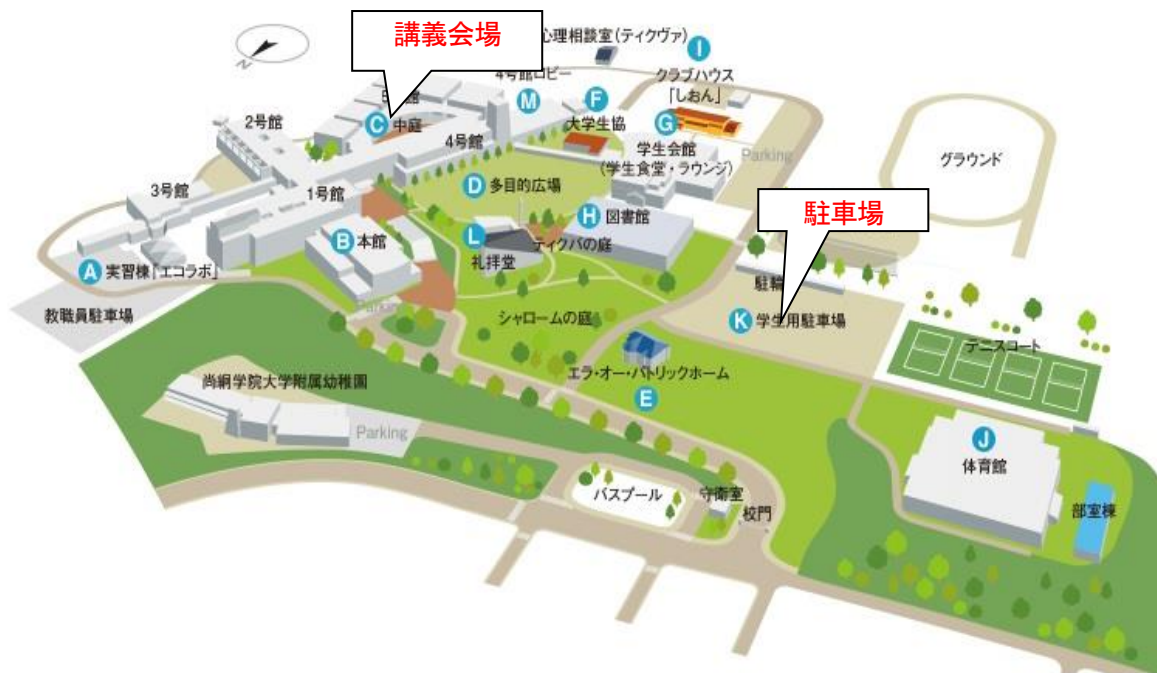 講義会場
心理相談室(ティクヴァ)
I
クラブハウス
「しおん」
4号館ロビー
M
F
大学生協
G
学生会館
(学生食堂・ラウンジ)
Parking
グラウンド
2号館
C 中庭
4号館
3号館
1号館
D 多目的広場
駐車場
H 図書館
B 本館
L
礼拝堂
ティクバの庭
A 実習棟「エコラボ」
教職員駐車場
Parking
シャロームの庭
駐輪
K 学生用駐車場
テニスコート
エラ・オー・パトリックホーム
E
尚絅学院大学附属幼稚園
Parking
J
体育館
バスプール
守衛室
校門
部室棟
N